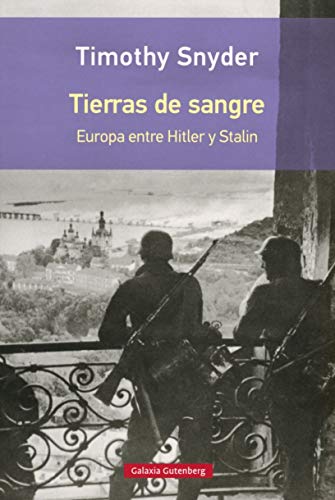 Timothy Snyder
Tierras de sangre
Europa entre Hitler y Stalin
Galaxia Gutenberg